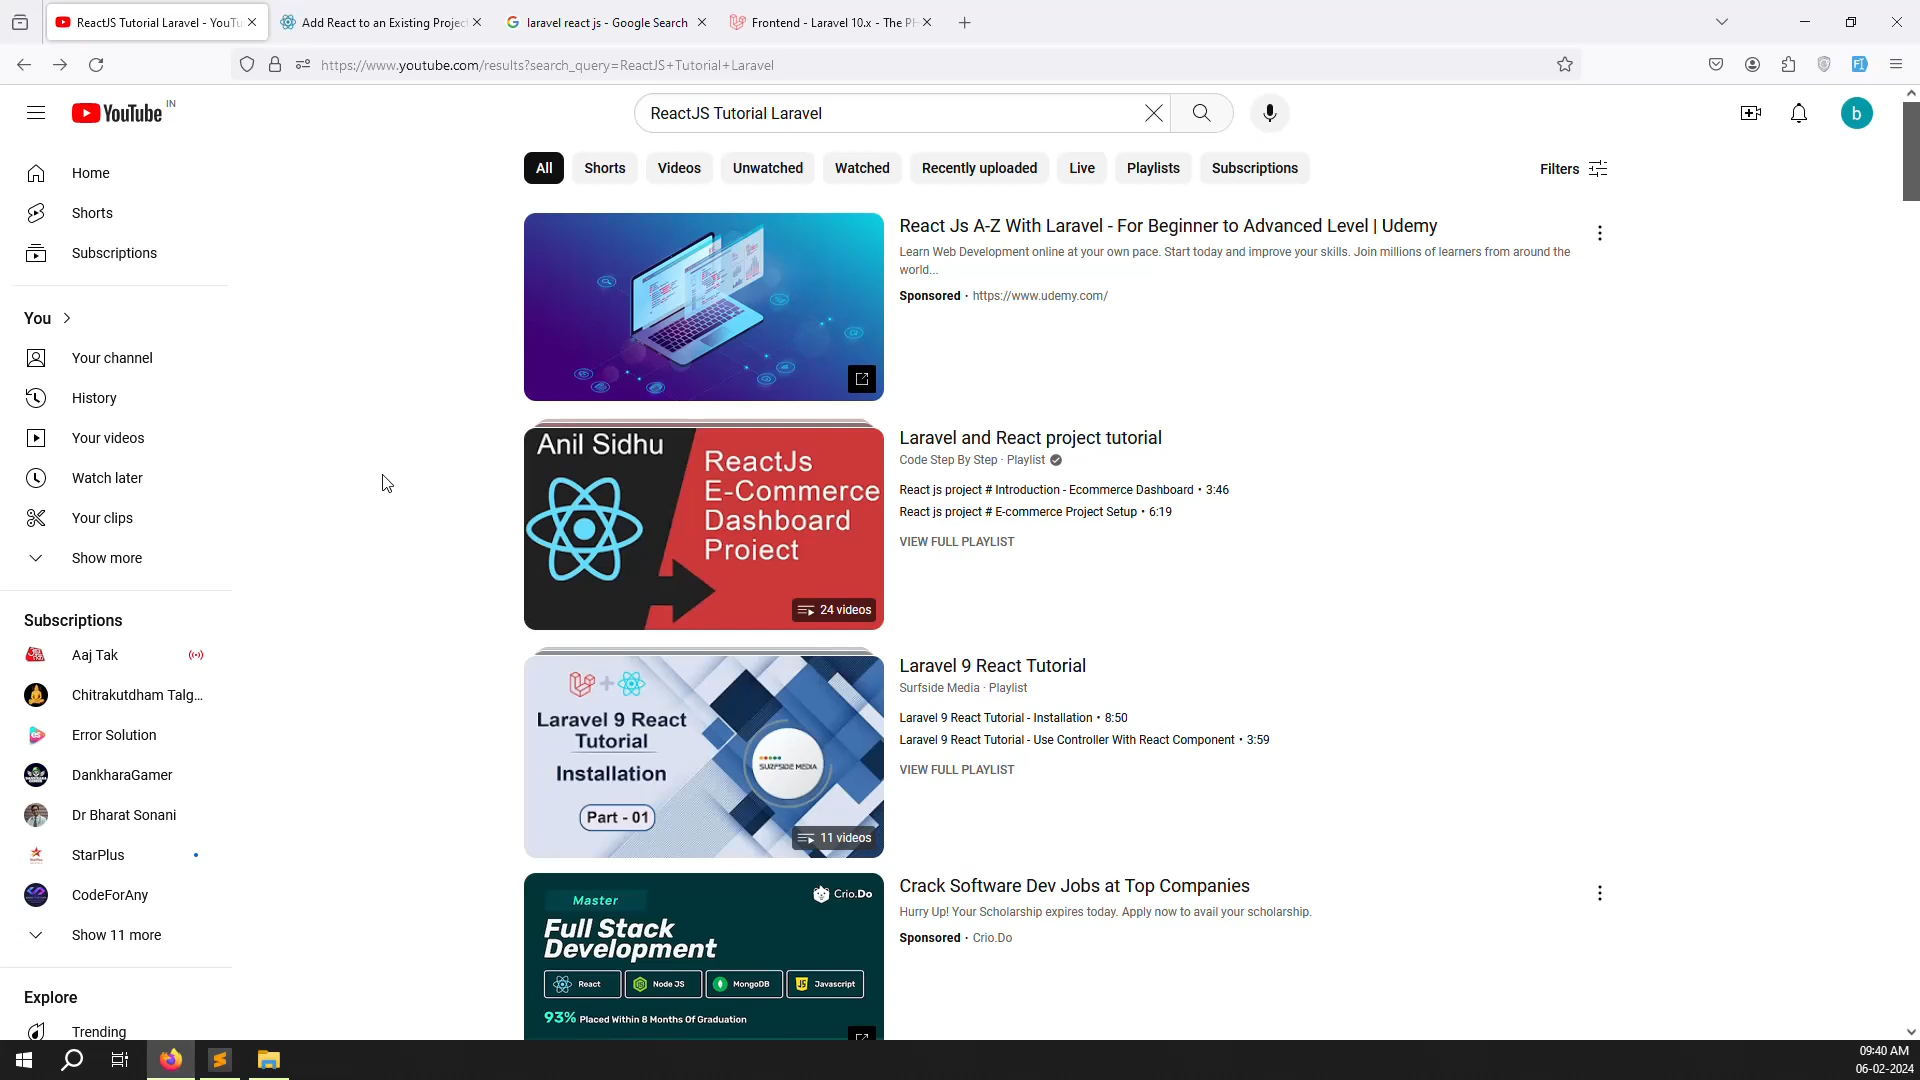 ReactJS Tutorial Laravel - YouTu
Add React to an Existing Project
laravel react js - Google Search
Frontend - Laravel 10.x - The PH
https://www.youtube.com/results?search_query=ReactJS+Tutorial+Laravel
YouTube IN
ReactJS Tutorial Laravel
b
All
Shorts
Videos
Unwatched
Watched
Recently uploaded
Live
Playlists
Subscriptions
Filters
Home
Shorts
Subscriptions
You
Your channel
History
Your videos
Watch later
Your clips
Show more
Subscriptions
Aaj Tak
Chitrakutdham Talg...
Error Solution
DankharaGamer
Dr Bharat Sonani
StarPlus
CodeForAny
Show 11 more
Explore
Trending
React Js A-Z With Laravel - For Beginner to Advanced Level | Udemy
Learn Web Development online at your own pace. Start today and improve your skills. Join millions of learners from around the
world...
Sponsored · https://www.udemy.com/
Anil Sidhu
ReactJs
E-Commerce
Dashboard
Project
24 videos
Laravel and React project tutorial
Code Step By Step · Playlist
React js project # Introduction - Ecommerce Dashboard · 3:46
React js project # E-commerce Project Setup · 6:19
VIEW FULL PLAYLIST
Laravel 9 React
Tutorial
Installation
Part - 01
SURFSIDE MEDIA
11 videos
Laravel 9 React Tutorial
Surfside Media · Playlist
Laravel 9 React Tutorial - Installation · 8:50
Laravel 9 React Tutorial - Use Controller With React Component · 3:59
VIEW FULL PLAYLIST
Master
Crio.Do
Full Stack
Development
React
Node JS
MongoDB
JS Javascript
93% Placed Within 8 Months Of Graduation
Crack Software Dev Jobs at Top Companies
Hurry Up! Your Scholarship expires today. Apply now to avail your scholarship.
Sponsored · Crio.Do
09:40 AM
06-02-2024